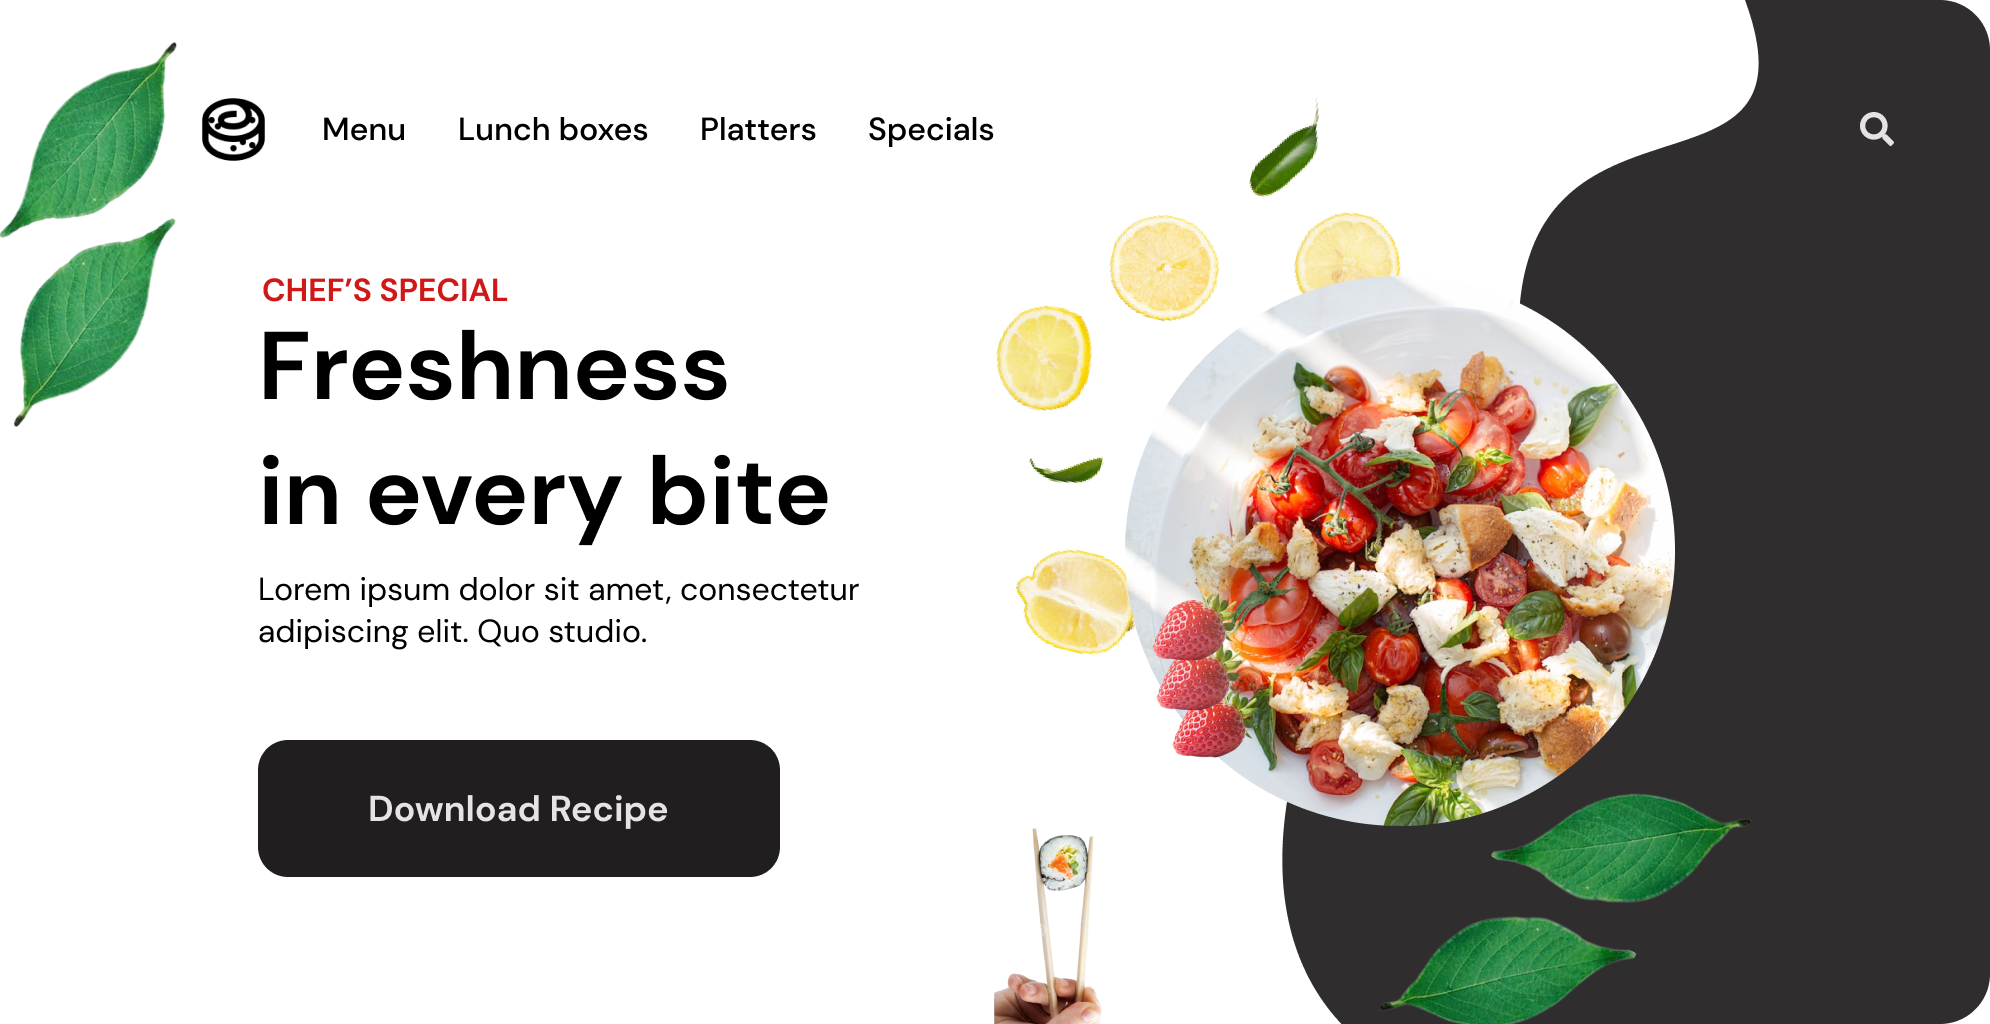 Menu Lunch boxes Platters Specials
CHEF’S SPECIAL
Freshness
in every bite
Lorem ipsum dolor sit amet, consectetur
adipiscing elit. Quo studio.
Download Recipe